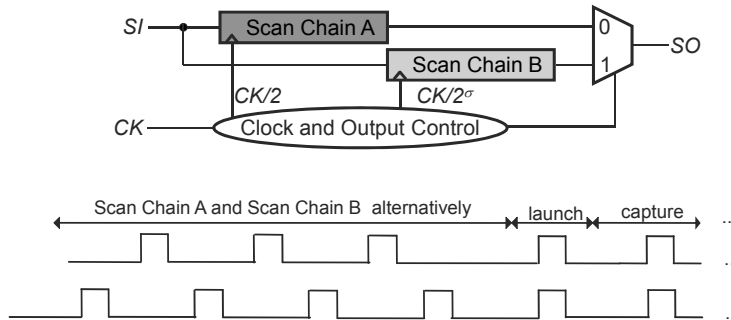 SI
Scan Chain A
0
SO
Scan Chain B
1
CK/2
CK/2σ
CK
Clock and Output Control
Scan Chain A and Scan Chain B alternatively
launch
capture
..
..
..